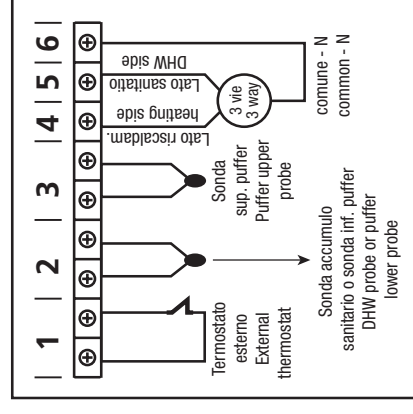 1
2
3
4
5
6
Termostato
esterno
External
thermostat
Sonda accumulo
sanitario o sonda inf. puffer
DHW probe or puffer
lower probe
Sonda
sup. puffer
Puffer upper
probe
Lato riscaldam.
heating side
Lato sanitatio
DHW side
3 vie
3 way
comune - N
common - N